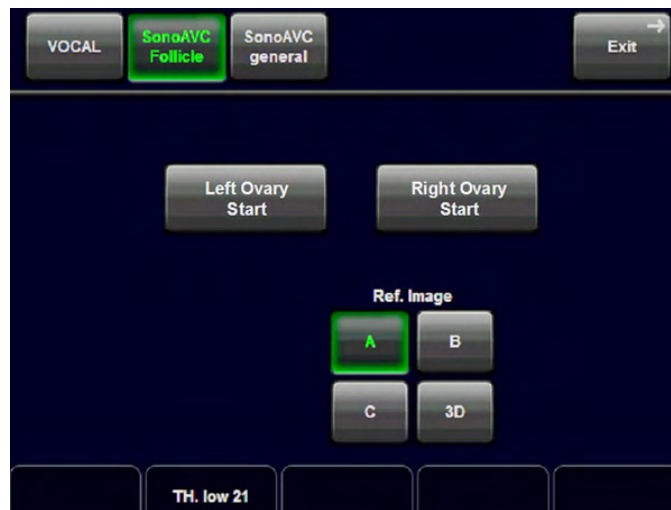 VOCAL
SonoAVC
Follicle
SonoAVC
general
Exit
Left Ovary
Start
Right Ovary
Start
Ref. Image
A
B
C
3D
TH. low 21